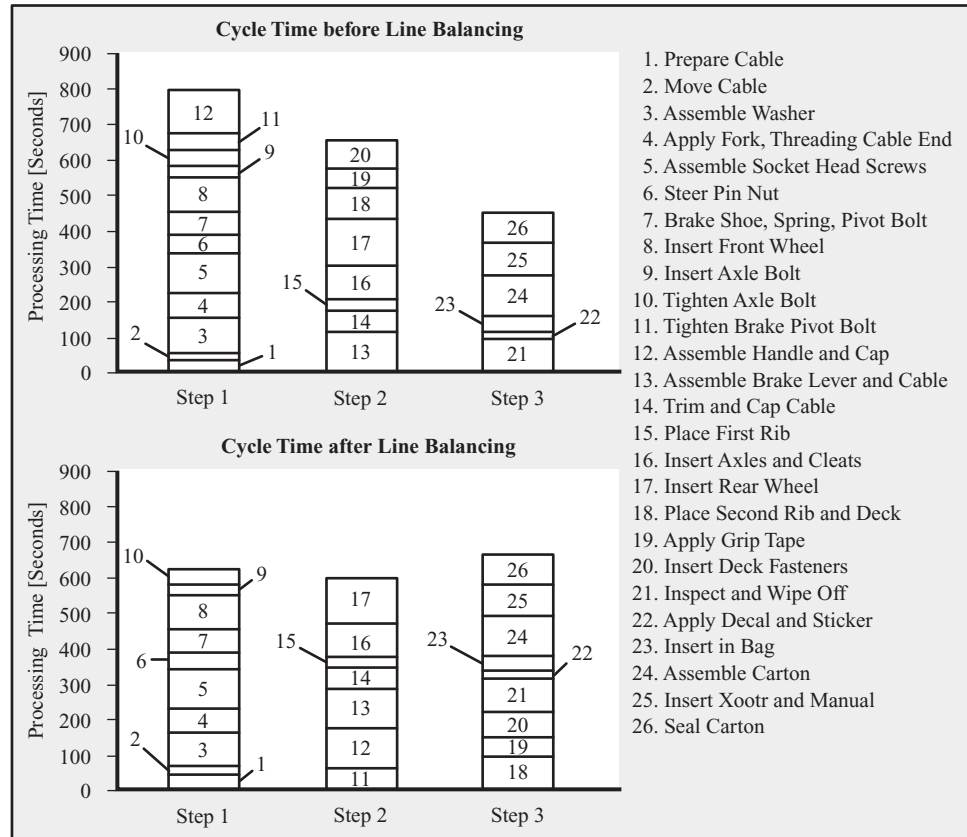 Cycle Time before Line Balancing
Processing Time [Seconds]
900
800
700
600
500
400
300
200
100
0
12
11
10
9
8
7
6
5
4
3
2
1
20
19
18
17
16
15
14
13
26
25
24
23
22
21
Step 1
Step 2
Step 3
Cycle Time after Line Balancing
Processing Time [Seconds]
900
800
700
600
500
400
300
200
100
0
10
9
8
7
6
5
4
3
2
1
17
16
15
14
13
12
11
26
25
24
23
22
21
20
19
18
Step 1
Step 2
Step 3
1. Prepare Cable
2. Move Cable
3. Assemble Washer
4. Apply Fork, Threading Cable End
5. Assemble Socket Head Screws
6. Steer Pin Nut
7. Brake Shoe, Spring, Pivot Bolt
8. Insert Front Wheel
9. Insert Axle Bolt
10. Tighten Axle Bolt
11. Tighten Brake Pivot Bolt
12. Assemble Handle and Cap
13. Assemble Brake Lever and Cable
14. Trim and Cap Cable
15. Place First Rib
16. Insert Axles and Cleats
17. Insert Rear Wheel
18. Place Second Rib and Deck
19. Apply Grip Tape
20. Insert Deck Fasteners
21. Inspect and Wipe Off
22. Apply Decal and Sticker
23. Insert in Bag
24. Assemble Carton
25. Insert Xootr and Manual
26. Seal Carton